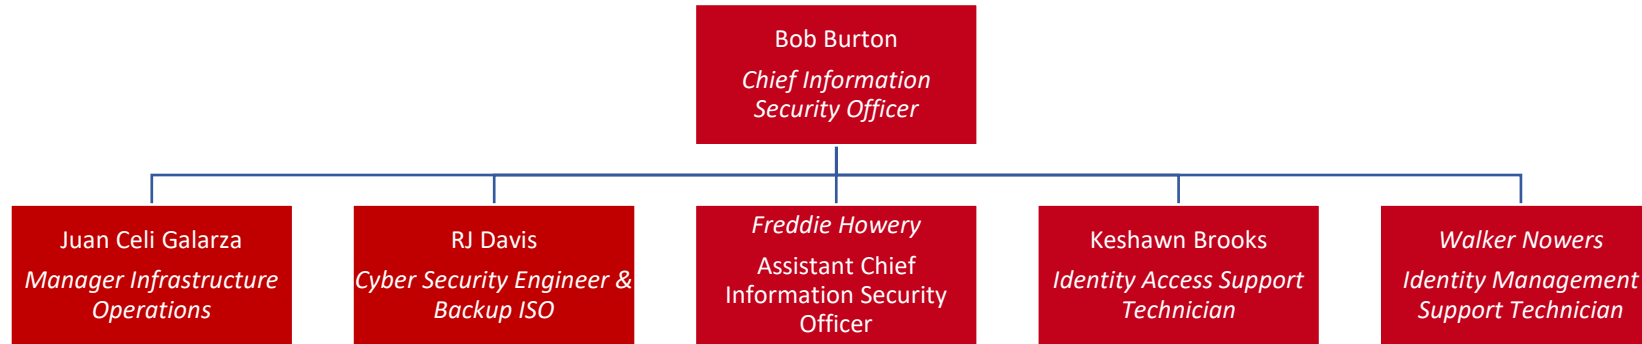 Bob Burton
Chief Information
Security Officer
Juan Celi Galarza
Manager Infrastructure
Operations
RJ Davis
Cyber Security Engineer &
Backup ISO
Freddie Howery
Assistant Chief
Information Security
Officer
Keshawn Brooks
Identity Access Support
Technician
Walker Nowers
Identity Management
Support Technician